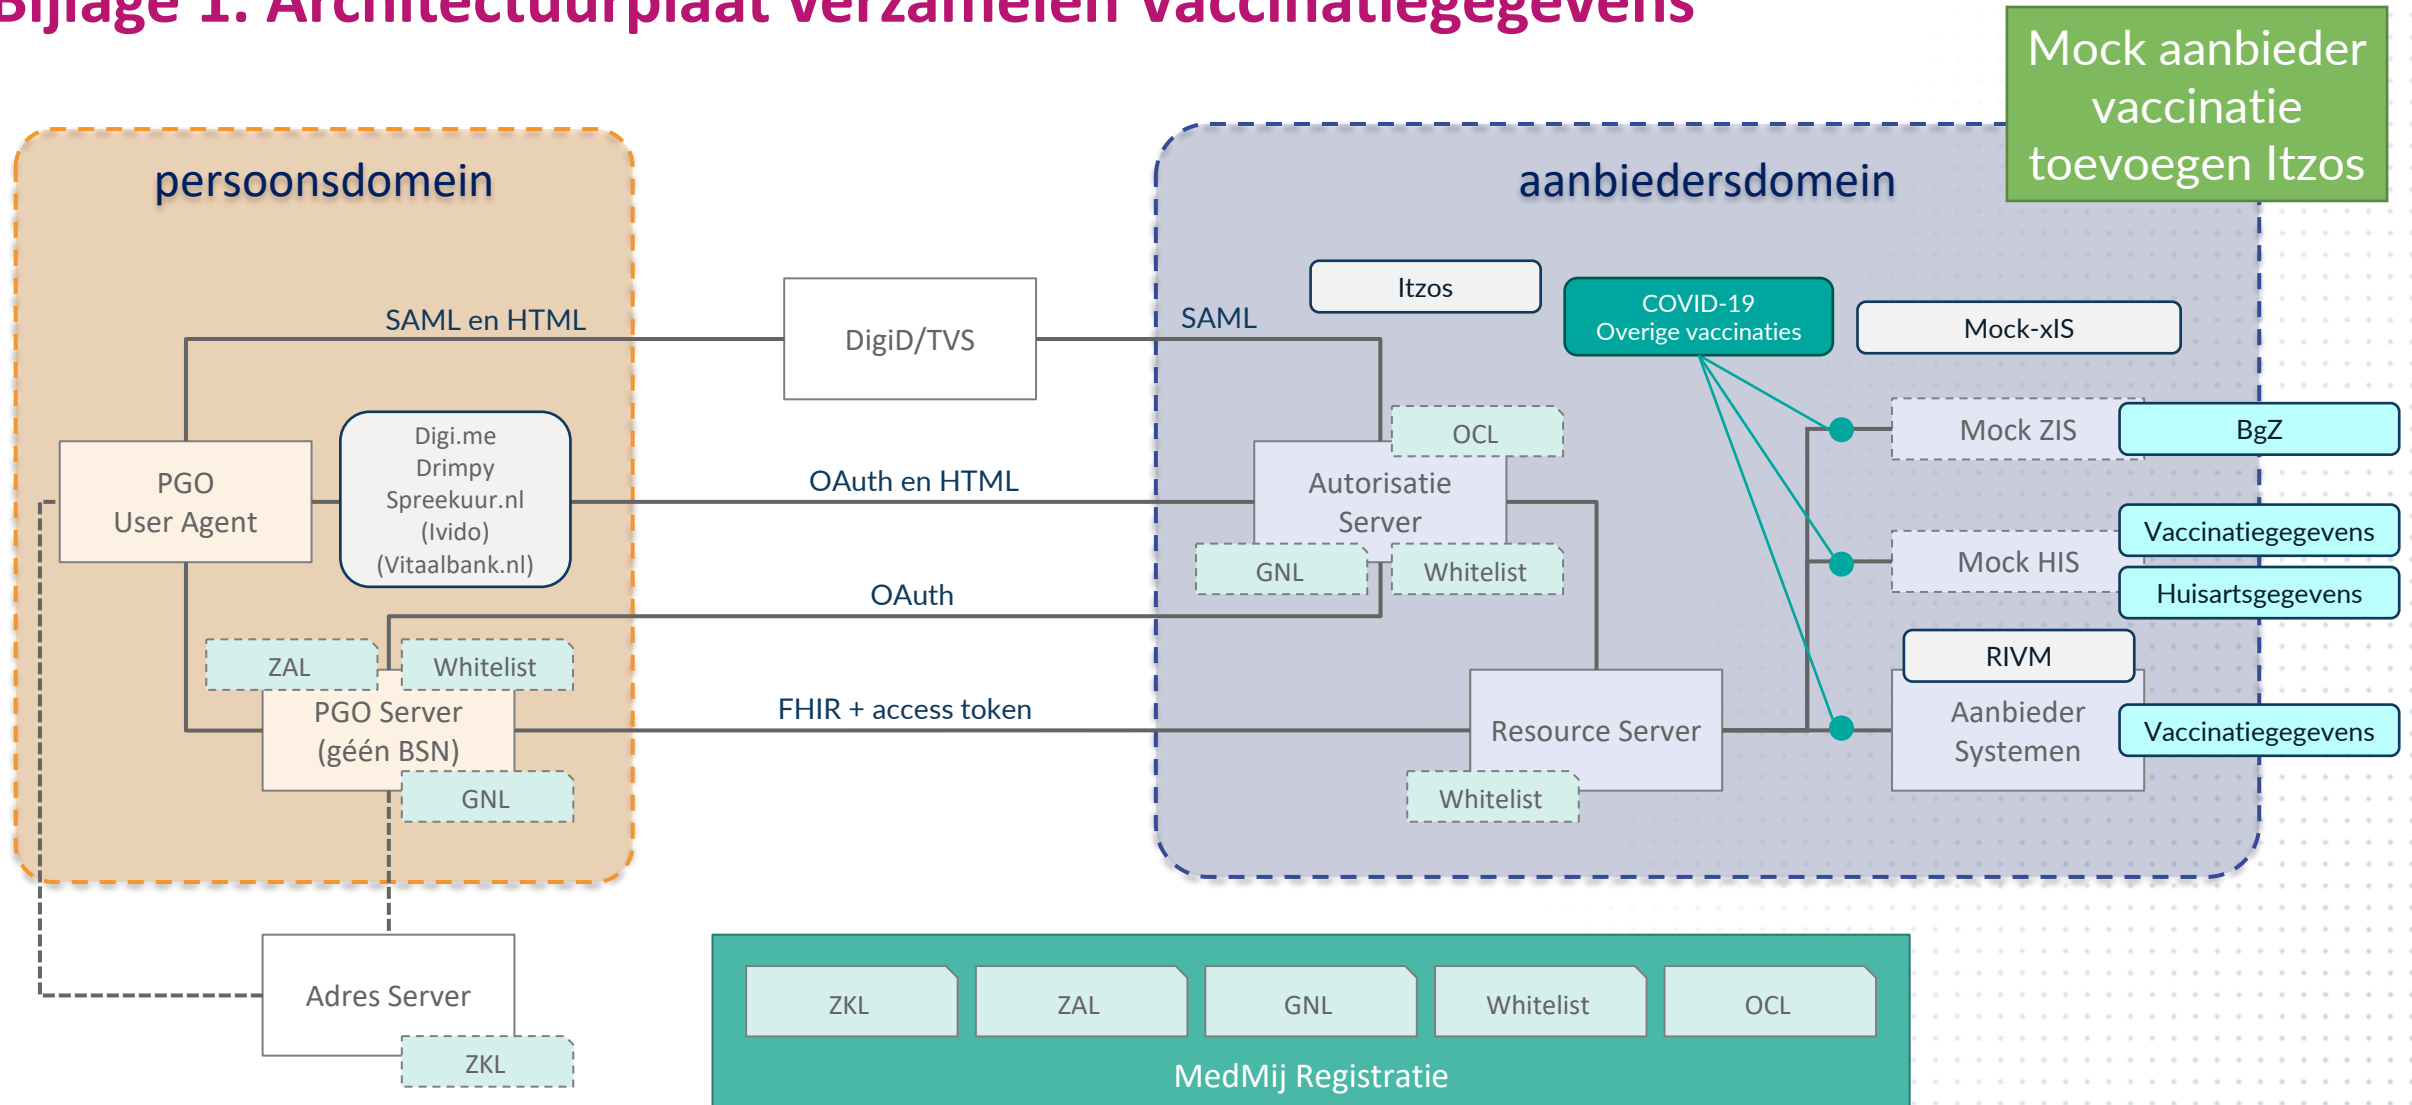 Bijlage 1: Architectuurplaat Verzamelen Vaccinatiegegevens
Mock aanbieder
vaccinatie
toevoegen Itzos
persoonsdomein
aanbiedersdomein
SAML en HTML
DigiD/TVS
SAML
Itzos
COVID-19
Overige vaccinaties
Mock-xIS
PGO
User Agent
Digi.me
Drimpy
Spreekuur.nl
(Ivido)
(Vitaalbank.nl)
OAuth en HTML
OCL
Autorisatie
Server
GNL
Whitelist
Mock ZIS
BgZ
Mock HIS
Vaccinatiegegevens
Huisartsgegevens
OAuth
ZAL
Whitelist
PGO Server
(géén BSN)
GNL
FHIR + access token
Resource Server
Whitelist
RIVM
Aanbieder
Systemen
Vaccinatiegegevens
Adres Server
ZKL
ZKL
ZAL
GNL
Whitelist
OCL
MedMij Registratie